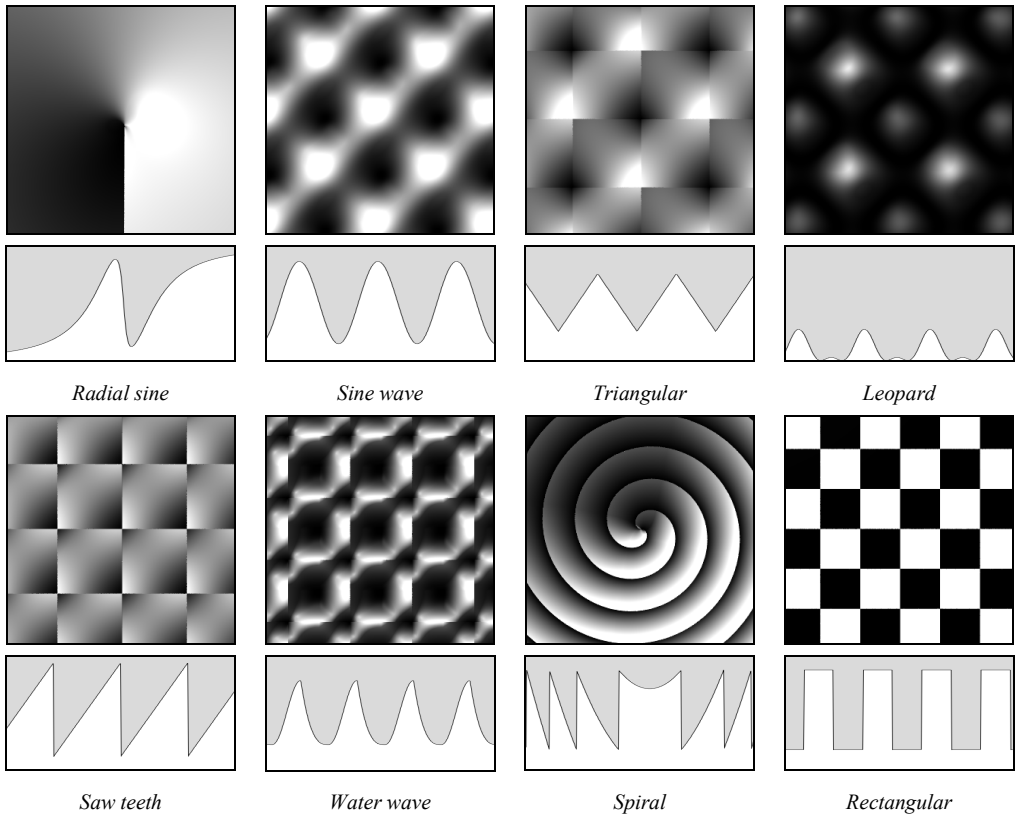 Radial sine
Sine wave
Triangular
Leopard
Saw teeth
Water wave
Spiral
Rectangular